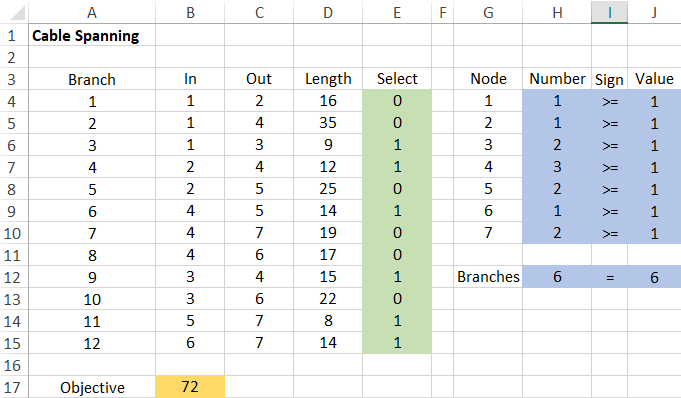 A B C D E F G H I J
1 Cable Spanning
2
3 Branch In Out Length Select Node Number Sign Value
4 1 1 2 16 0 1 1 >= 1
5 2 1 4 35 0 2 1 >= 1
6 3 1 3 9 1 3 2 >= 1
7 4 2 4 12 1 4 3 >= 1
8 5 2 5 25 0 5 2 >= 1
9 6 4 5 14 1 6 1 >= 1
10 7 4 7 19 0 7 2 >= 1
11 8 4 6 17 0
12 9 3 4 15 1 Branches 6 = 6
13 10 3 6 22 0
14 11 5 7 8 1
15 12 6 7 14 1
16
17 Objective 72